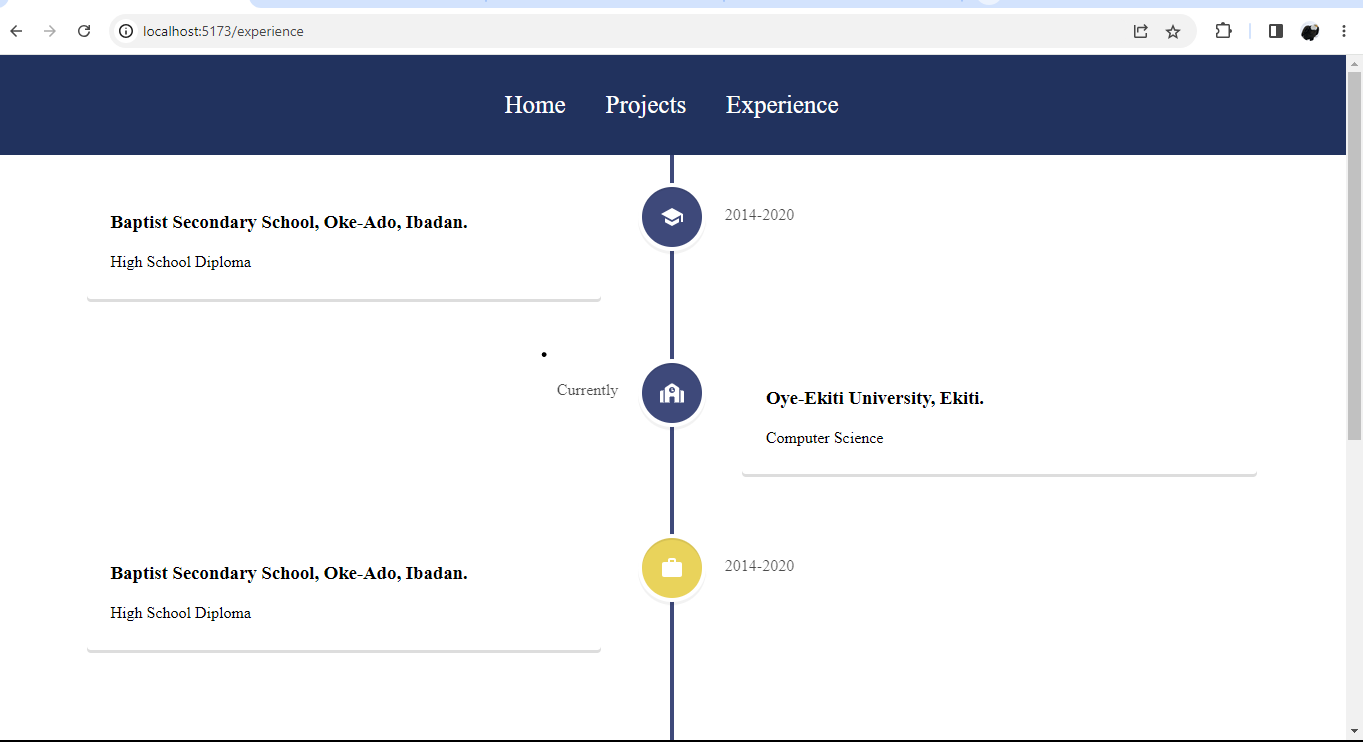 localhost:5173/experience
Home Projects Experience
Baptist Secondary School, Oke-Ado, Ibadan.
2014-2020
High School Diploma
Currently
Oye-Ekiti University, Ekiti.
Computer Science
Baptist Secondary School, Oke-Ado, Ibadan.
2014-2020
High School Diploma